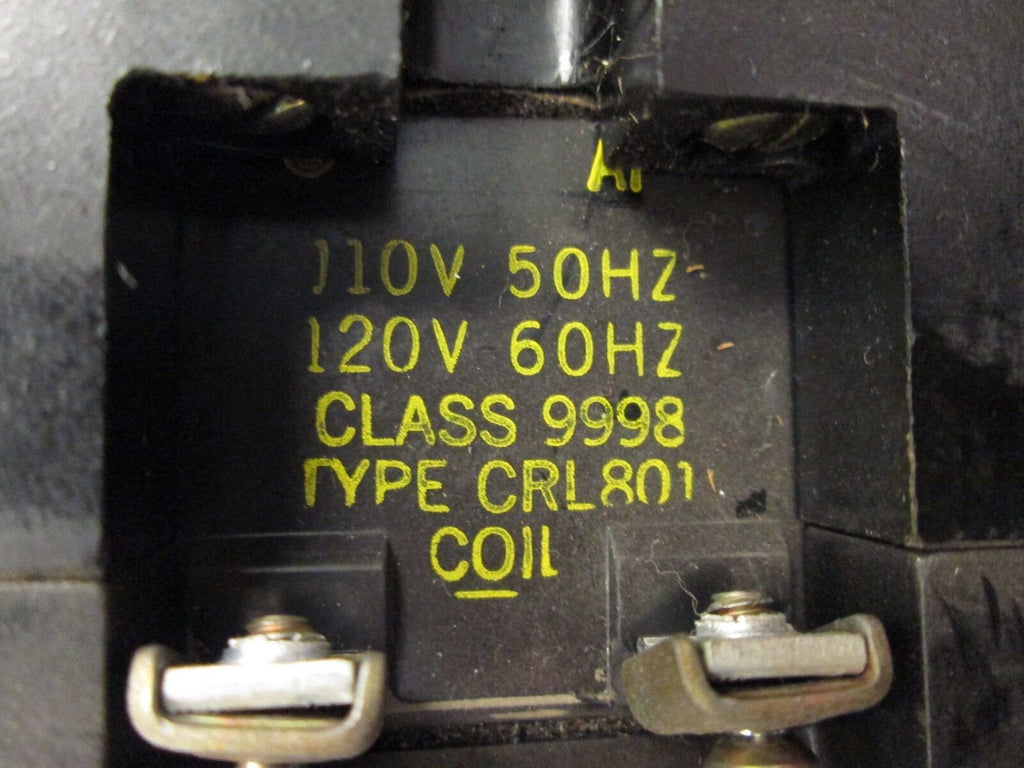 110V 50HZ
120V 60HZ
CLASS 9998
TYPE CRL801
COIL